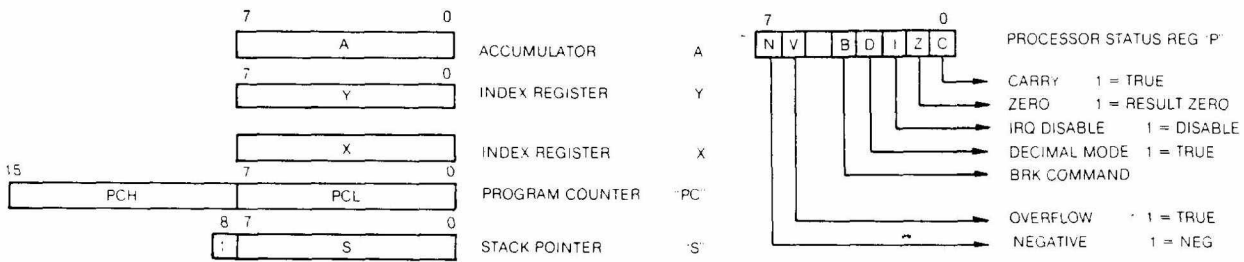 7 0
A ACCUMULATOR A
7 0
Y INDEX REGISTER Y
X INDEX REGISTER X
15 7 0
PCH PCL PROGRAM COUNTER "PC"
8 7 0
1 S STACK POINTER "S"
7 0
N V B D I Z C PROCESSOR STATUS REG "P"
CARRY 1 = TRUE
ZERO 1 = RESULT ZERO
IRQ DISABLE 1 = DISABLE
DECIMAL MODE 1 = TRUE
BRK COMMAND
OVERFLOW 1 = TRUE
NEGATIVE 1 = NEG